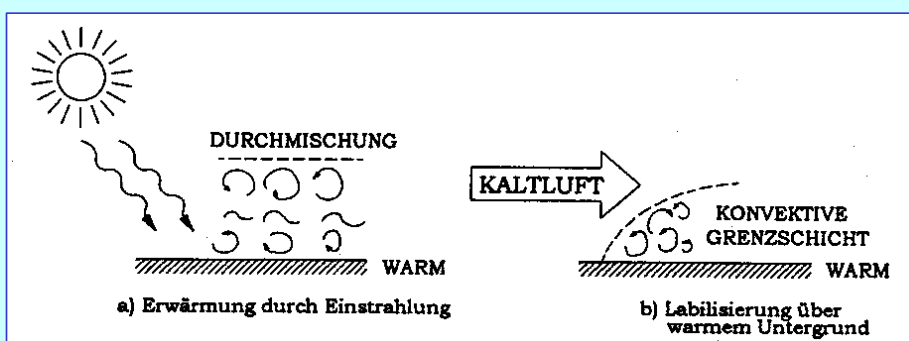 DURCHMISCHUNG
WARM
a) Erwärmung durch Einstrahlung
KALTLUFT
KONVEKTIVE
GRENZSCHICHT
WARM
b) Labilisierung über
warmem Untergrund